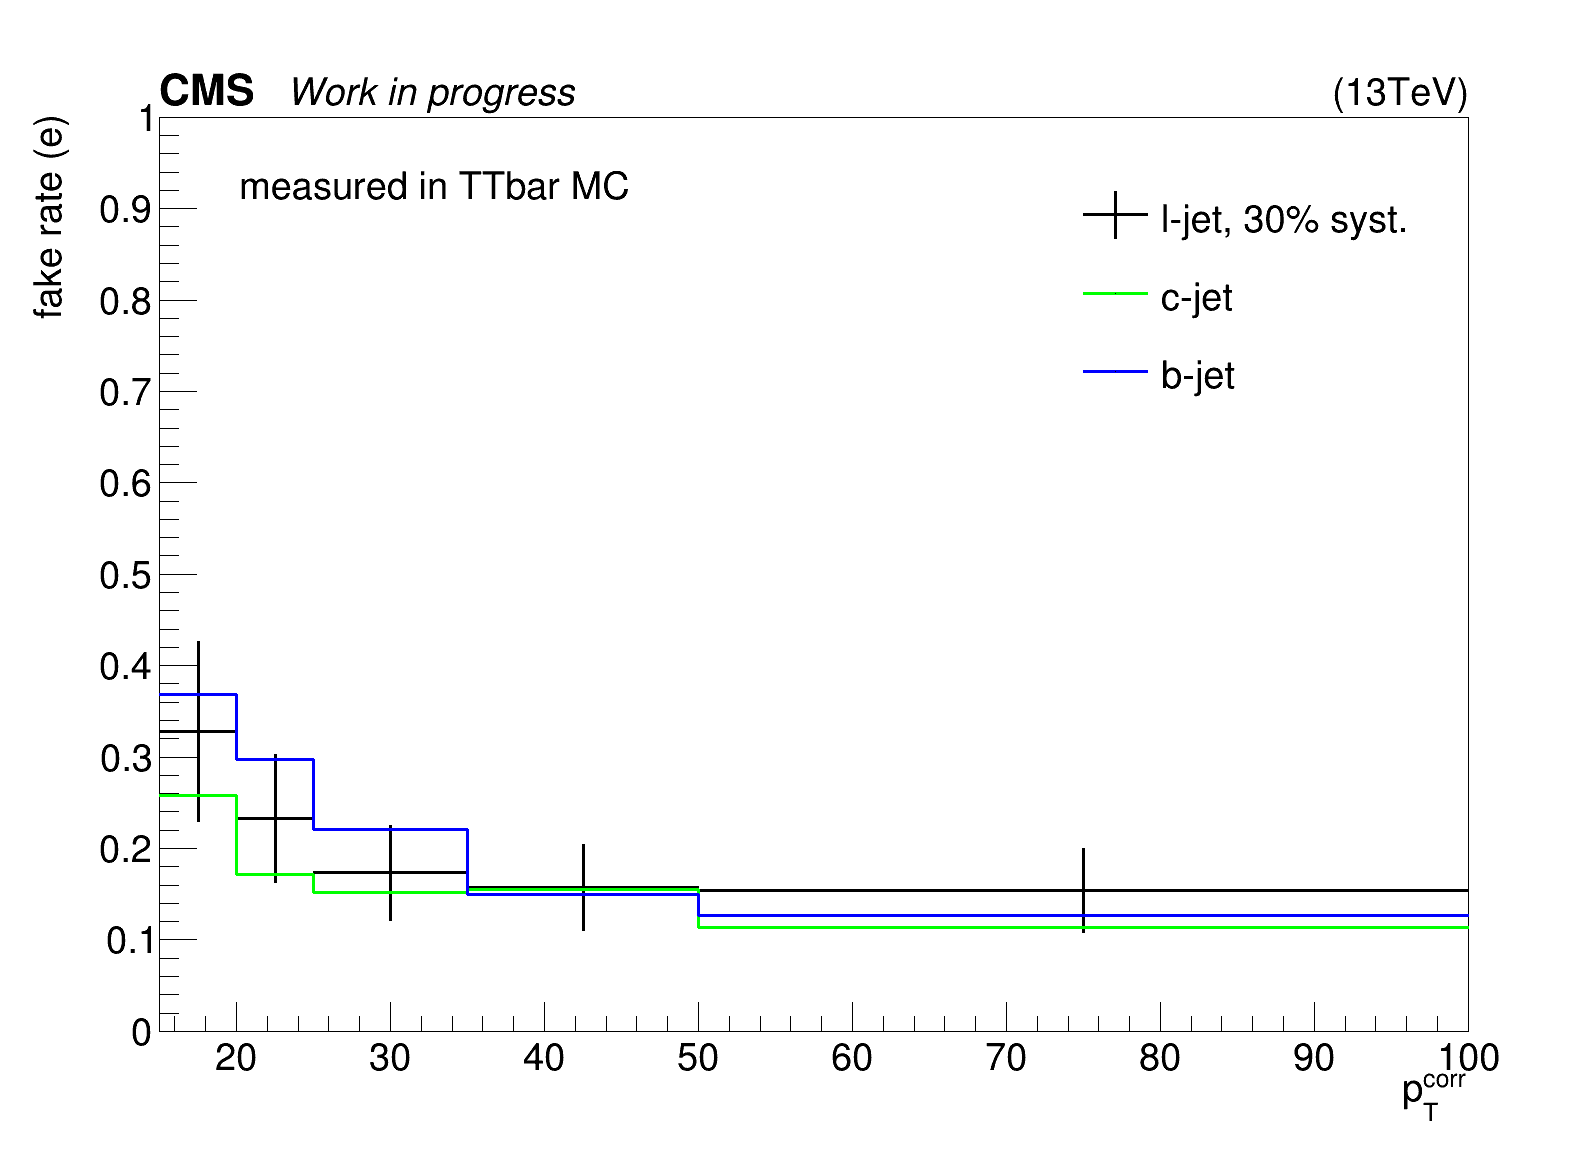 CMS Work in progress (13TeV)
fake rate (e)
measured in TTbar MC
l-jet, 30% syst.
c-jet
b-jet
1
0.9
0.8
0.7
0.6
0.5
0.4
0.3
0.2
0.1
0
20 30 40 50 60 70 80 90 100
p_T^corr